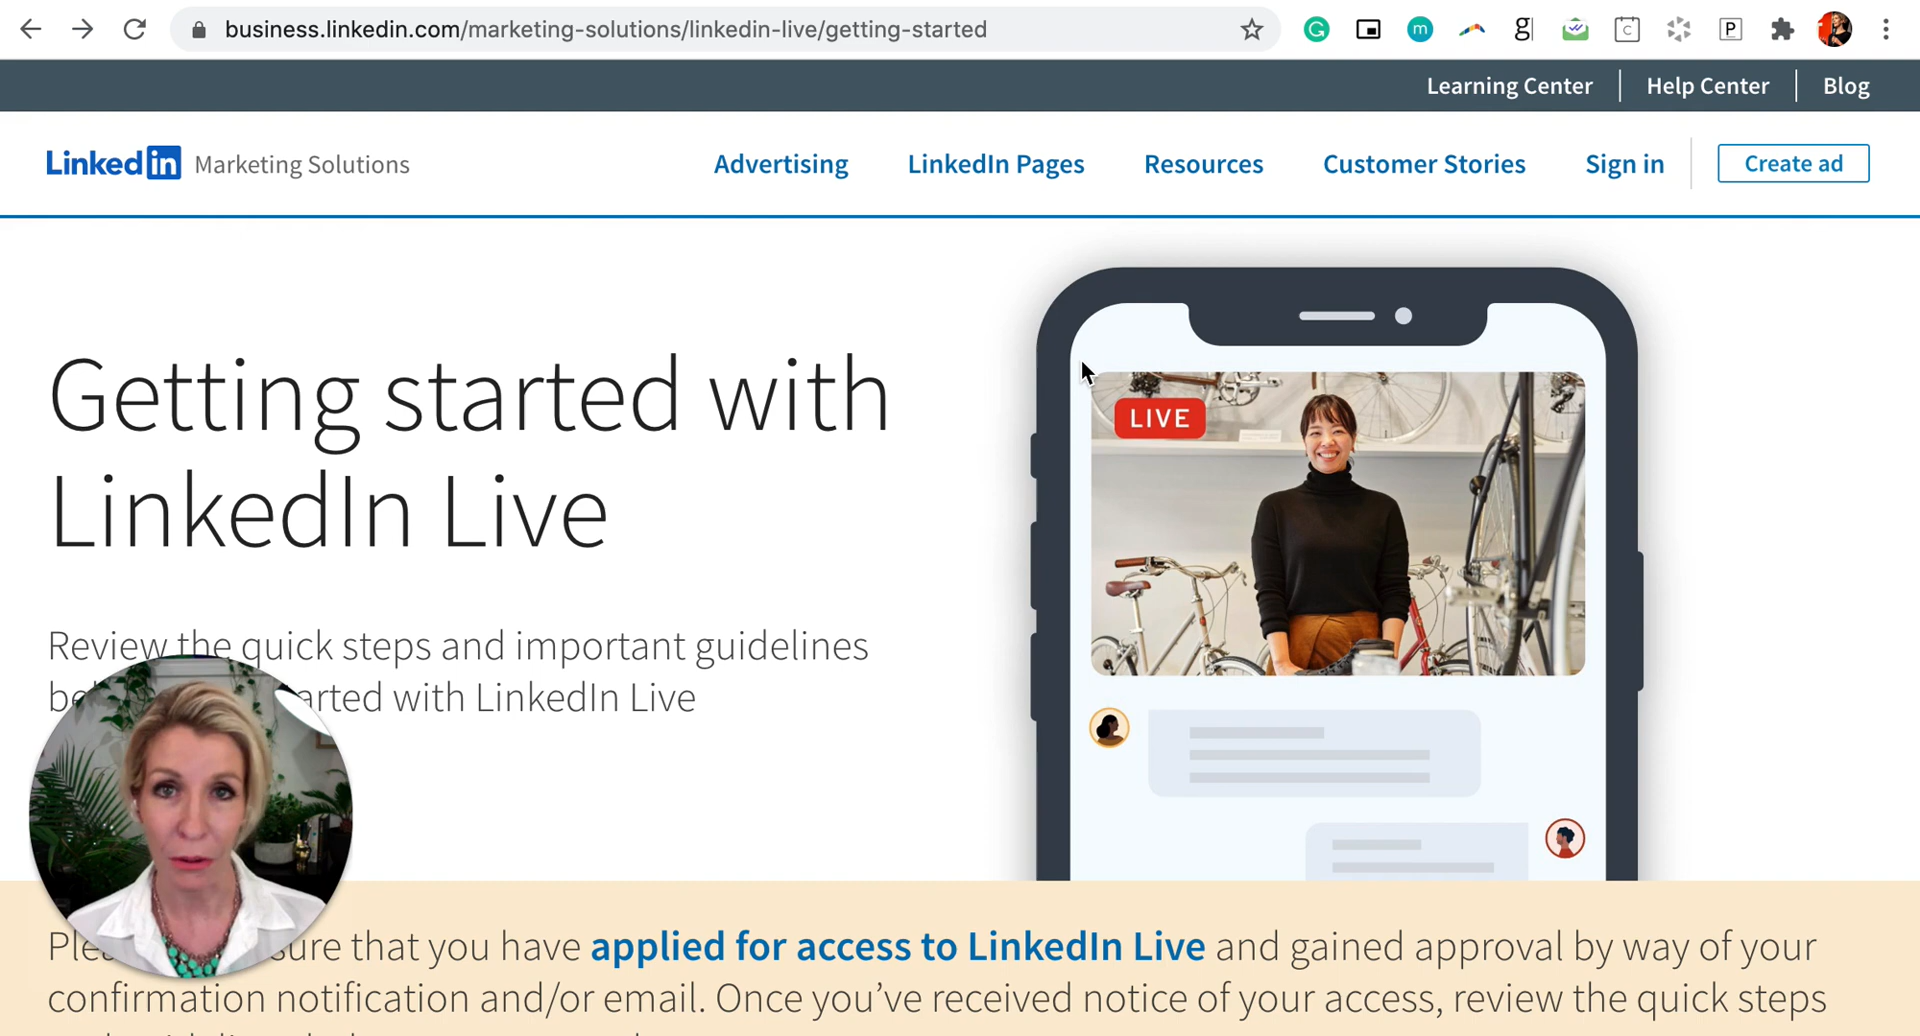 business.linkedin.com/marketing-solutions/linkedin-live/getting-started
G
m
g
C
P
Learning Center
Help Center
Blog
Linkedin Marketing Solutions
Advertising
LinkedIn Pages
Resources
Customer Stories
Sign in
Create ad
Getting started with
LinkedIn Live
LIVE
Review the quick steps and important guidelines
with LinkedIn Live
that you have applied for access to LinkedIn Live and gained approval by way of your
confirmation notification and/or email. Once you’ve received notice of your access, review the quick steps